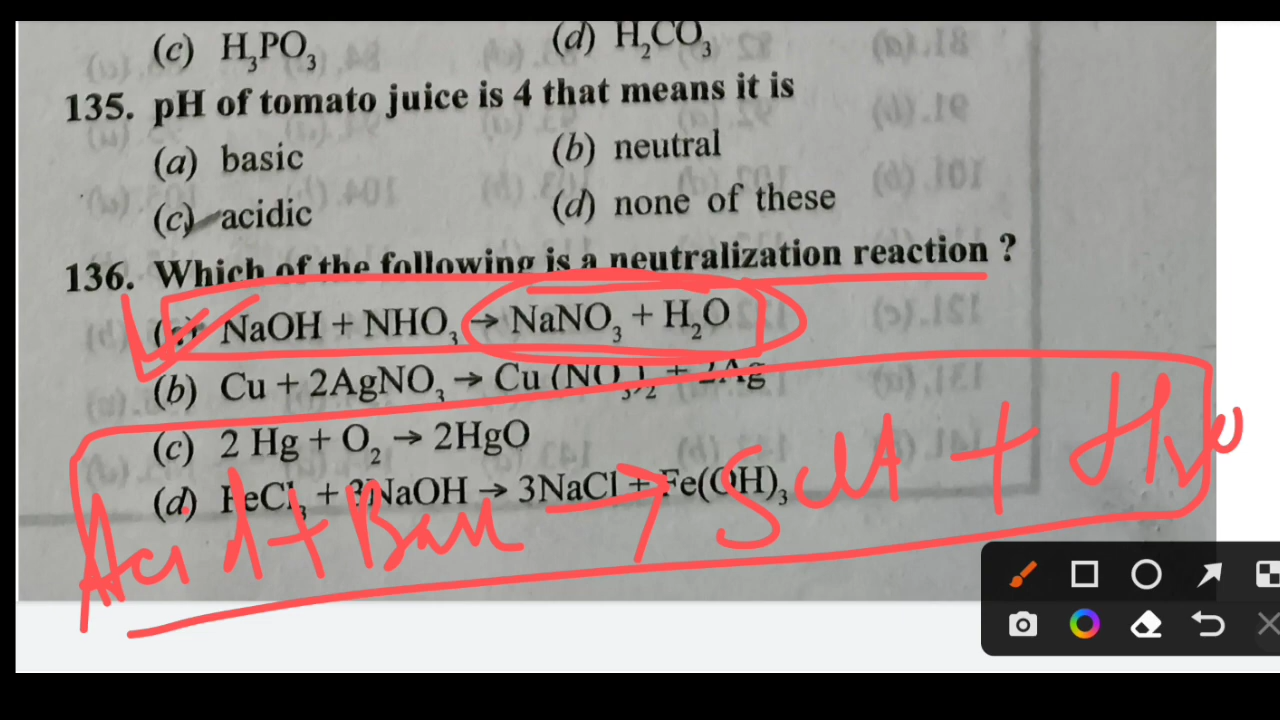 (c) H₃PO₃ (d) H₂CO₃
135. pH of tomato juice is 4 that means it is
(a) basic (b) neutral
(c) acidic (d) none of these
136. Which of the following is a neutralization reaction ?
(a) NaOH + NHO₃ → NaNO₃ + H₂O
(b) Cu + 2AgNO₃ → Cu (NO₃)₂ + 2Ag
(c) 2 Hg + O₂ → 2HgO
(d) FeCl₃ + 3NaOH → 3NaCl + Fe(OH)₃
Acid + Base → Salt + H₂O